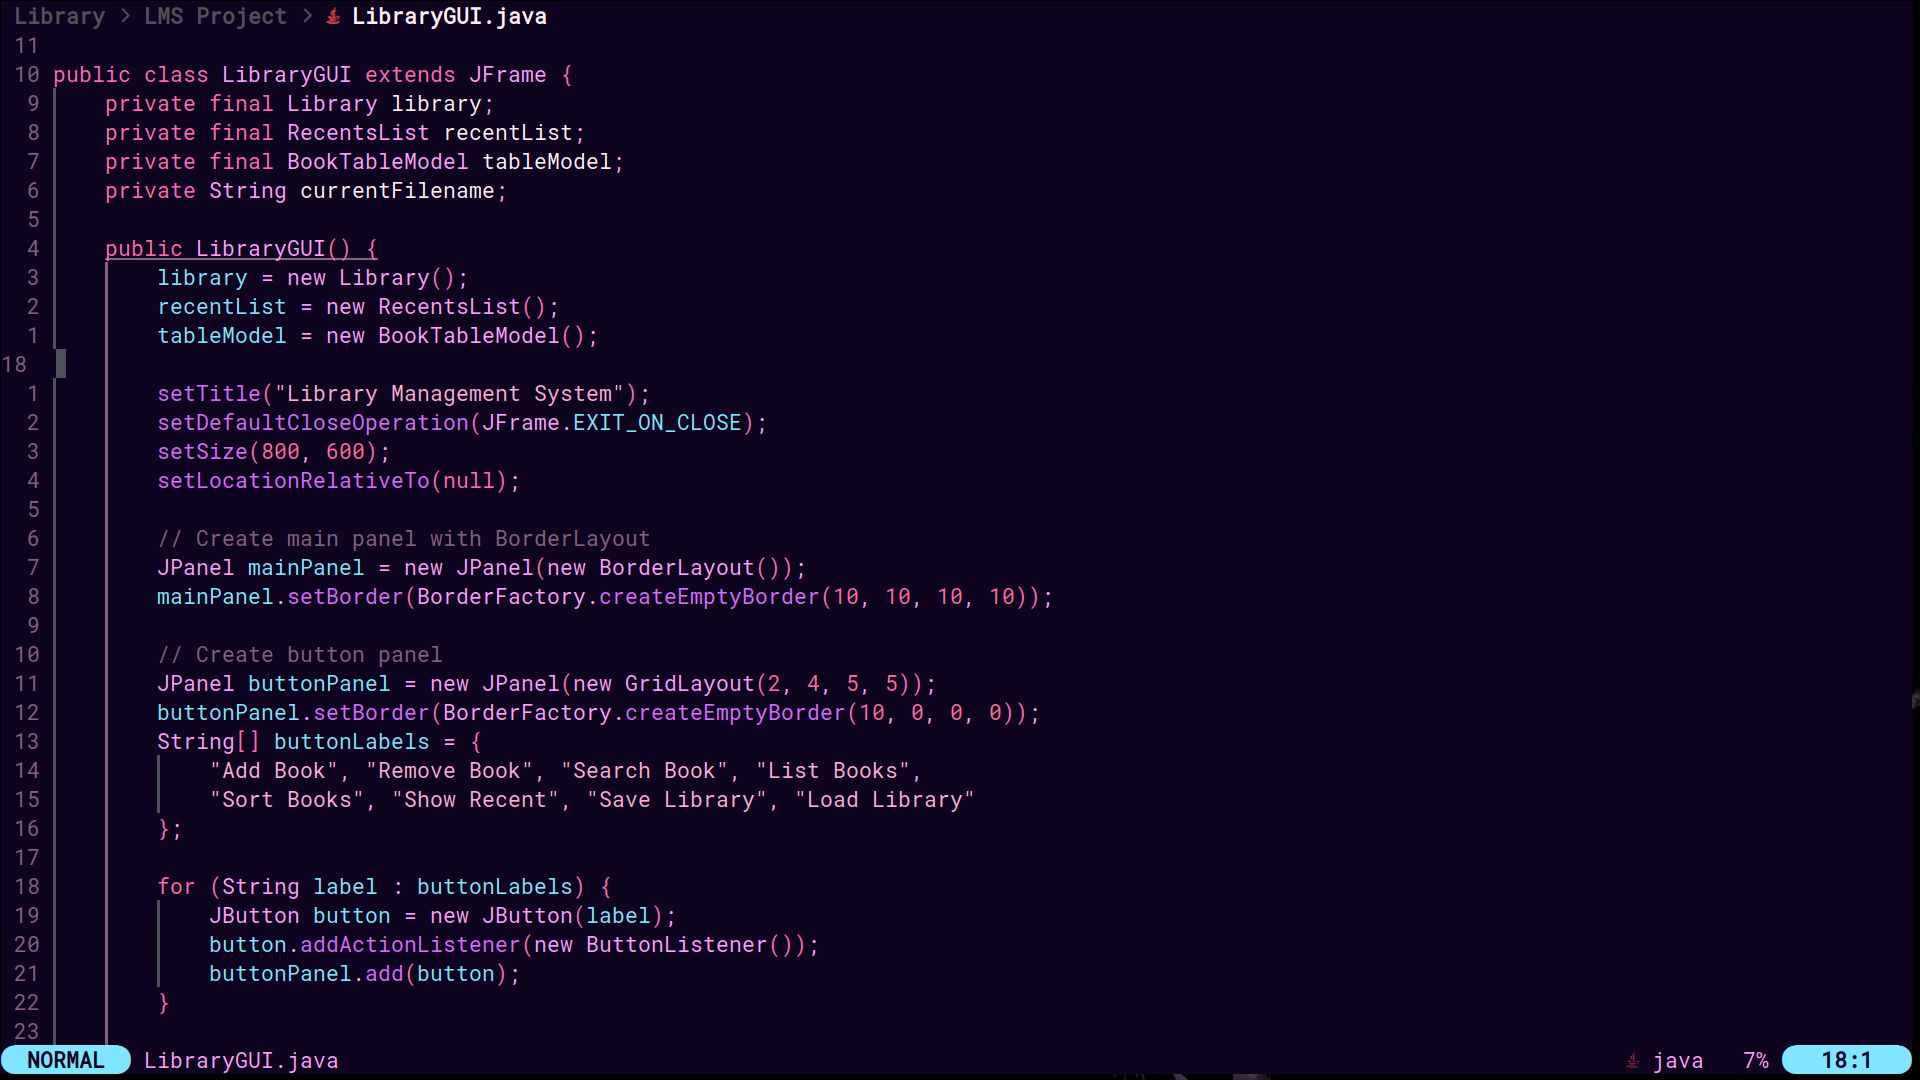 Library > LMS Project > LibraryGUI.java
11
10 public class LibraryGUI extends JFrame {
9     private final Library library;
8     private final RecentsList recentList;
7     private final BookTableModel tableModel;
6     private String currentFilename;
5
4     public LibraryGUI() {
3         library = new Library();
2         recentList = new RecentsList();
1         tableModel = new BookTableModel();
18
1         setTitle("Library Management System");
2         setDefaultCloseOperation(JFrame.EXIT_ON_CLOSE);
3         setSize(800, 600);
4         setLocationRelativeTo(null);
5
6         // Create main panel with BorderLayout
7         JPanel mainPanel = new JPanel(new BorderLayout());
8         mainPanel.setBorder(BorderFactory.createEmptyBorder(10, 10, 10, 10));
9
10         // Create button panel
11         JPanel buttonPanel = new JPanel(new GridLayout(2, 4, 5, 5));
12         buttonPanel.setBorder(BorderFactory.createEmptyBorder(10, 0, 0, 0));
13         String[] buttonLabels = {
14             "Add Book", "Remove Book", "Search Book", "List Books",
15             "Sort Books", "Show Recent", "Save Library", "Load Library"
16         };
17
18         for (String label : buttonLabels) {
19             JButton button = new JButton(label);
20             button.addActionListener(new ButtonListener());
21             buttonPanel.add(button);
22         }
23
NORMAL LibraryGUI.java java 7% 18:1